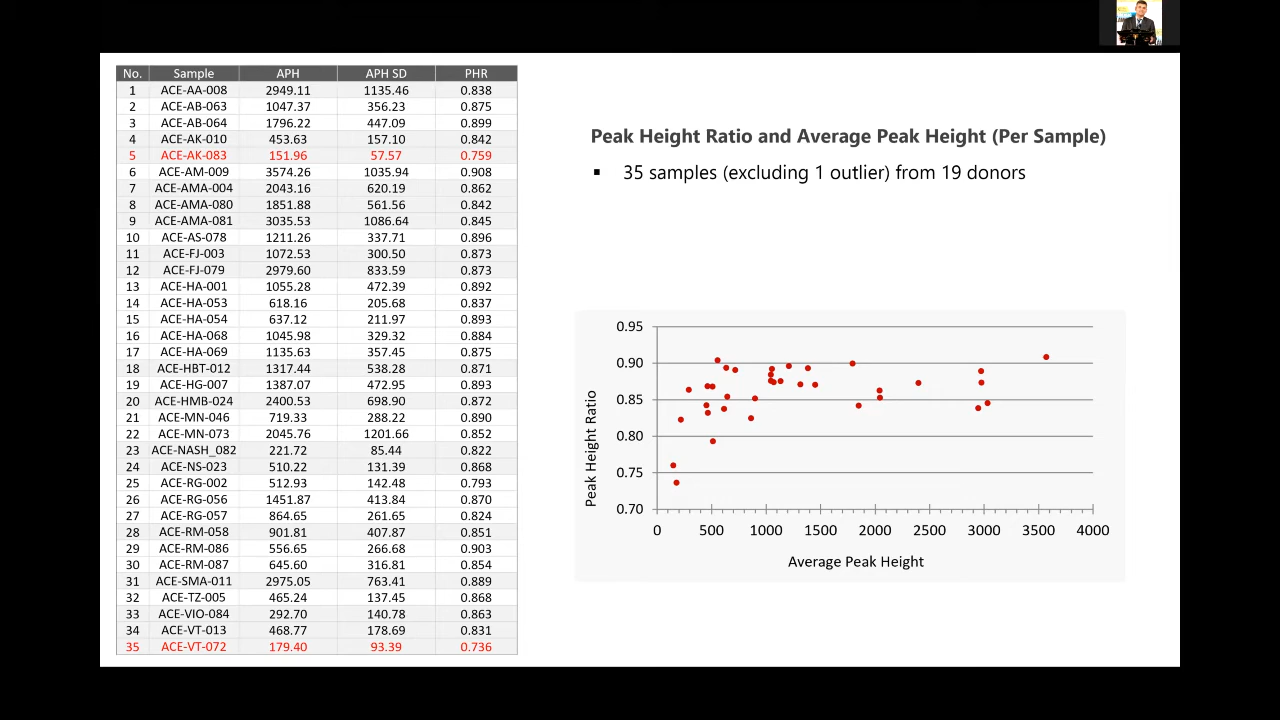 No. Sample APH APH SD PHR
1 ACE-AA-008 2949.11 1135.46 0.838
2 ACE-AB-063 1047.37 356.23 0.875
3 ACE-AB-064 1796.22 447.09 0.899
4 ACE-AK-010 453.63 157.10 0.842
5 ACE-AK-083 151.96 57.57 0.759
6 ACE-AM-009 3574.26 1035.94 0.908
7 ACE-AMA-004 2043.16 620.19 0.862
8 ACE-AMA-080 1851.88 561.56 0.842
9 ACE-AMA-081 3035.53 1086.64 0.845
10 ACE-AS-078 1211.26 337.71 0.896
11 ACE-FJ-003 1072.53 300.50 0.873
12 ACE-FJ-079 2979.60 833.59 0.873
13 ACE-HA-001 1055.28 472.39 0.892
14 ACE-HA-053 618.16 205.68 0.837
15 ACE-HA-054 637.12 211.97 0.893
16 ACE-HA-068 1045.98 329.32 0.884
17 ACE-HA-069 1135.63 357.45 0.875
18 ACE-HBT-012 1317.44 538.28 0.871
19 ACE-HG-007 1387.07 472.95 0.893
20 ACE-HMB-024 2400.53 698.90 0.872
21 ACE-MN-046 719.33 288.22 0.890
22 ACE-MN-073 2045.76 1201.66 0.852
23 ACE-NASH_082 221.72 85.44 0.822
24 ACE-NS-023 510.22 131.39 0.868
25 ACE-RG-002 512.93 142.48 0.793
26 ACE-RG-056 1451.87 413.84 0.870
27 ACE-RG-057 864.65 261.65 0.824
28 ACE-RM-058 901.81 407.87 0.851
29 ACE-RM-086 556.65 266.68 0.903
30 ACE-RM-087 645.60 316.81 0.854
31 ACE-SMA-011 2975.05 763.41 0.889
32 ACE-TZ-005 465.24 137.45 0.868
33 ACE-VIO-084 292.70 140.78 0.863
34 ACE-VT-013 468.77 178.69 0.831
35 ACE-VT-072 179.40 93.39 0.736
Peak Height Ratio and Average Peak Height (Per Sample)
▪ 35 samples (excluding 1 outlier) from 19 donors
Peak Height Ratio
0.95
0.90
0.85
0.80
0.75
0.70
0 500 1000 1500 2000 2500 3000 3500 4000
Average Peak Height